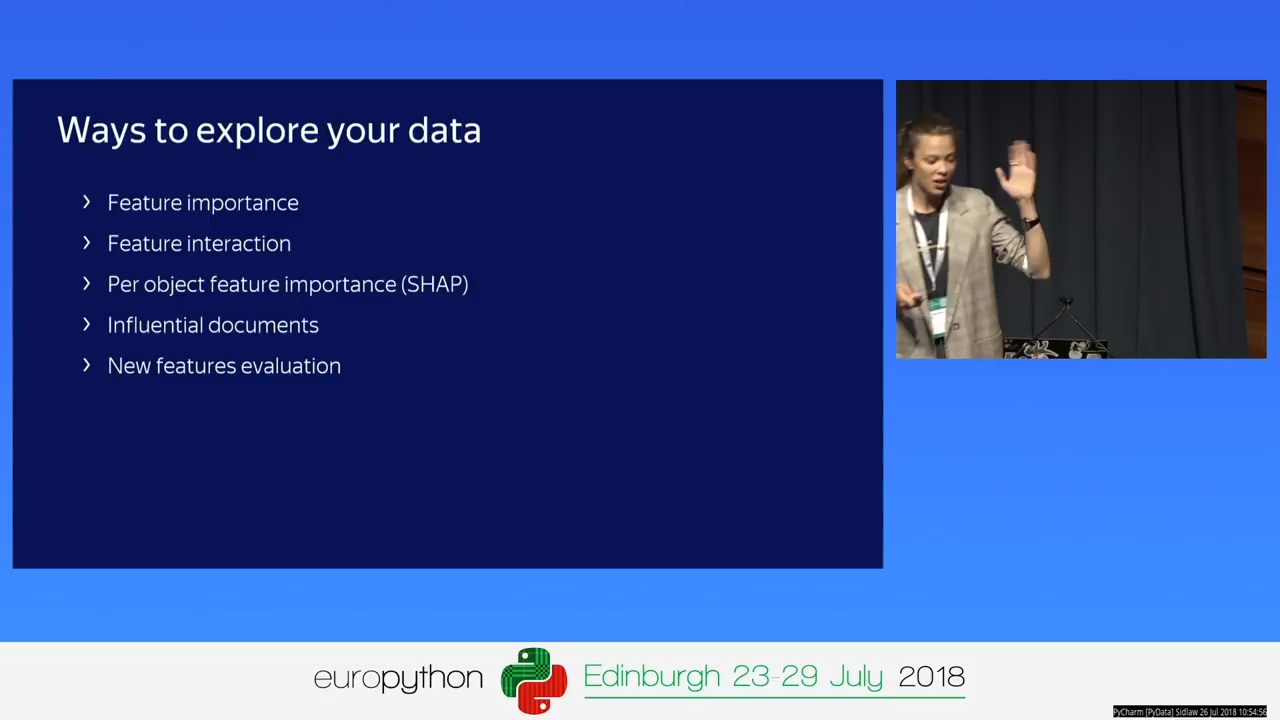 Ways to explore your data
› Feature importance
› Feature interaction
› Per object feature importance (SHAP)
› Influential documents
› New features evaluation
europython Edinburgh 23-29 July 2018
PyCharm [PyData] Sidlaw 26 Jul 2018 10:54:56